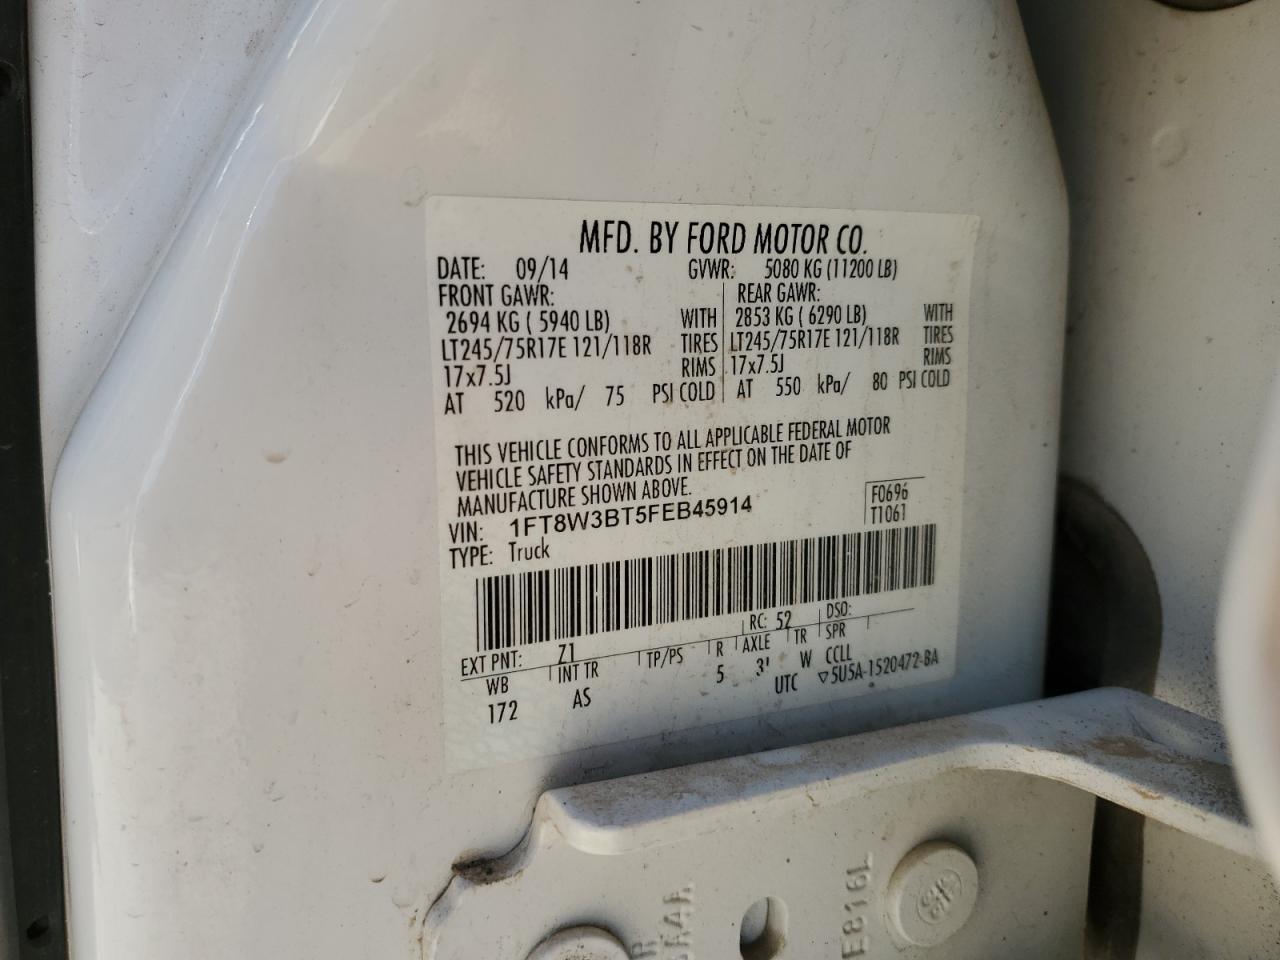 MFD. BY FORD MOTOR CO.
DATE: 09/14 GVWR: 5080 KG (11200 LB)
FRONT GAWR: REAR GAWR:
2694 KG ( 5940 LB) WITH 2853 KG ( 6290 LB) WITH
LT245/75R17E 121/118R TIRES LT245/75R17E 121/118R TIRES
17x7.5J RIMS 17x7.5J RIMS
AT 520 kPa/ 75 PSI COLD AT 550 kPa/ 80 PSI COLD
THIS VEHICLE CONFORMS TO ALL APPLICABLE FEDERAL MOTOR
VEHICLE SAFETY STANDARDS IN EFFECT ON THE DATE OF
MANUFACTURE SHOWN ABOVE.
VIN: 1FT8W3BT5FEB45914 F0696
TYPE: Truck T1061
EXT PNT: Z1 RC: 52 DSO:
WB INT TR TP/PS R AXLE TR SPR
172 AS 5 W CCLL
UTC ▽5U5A-1520472-BA
E816L